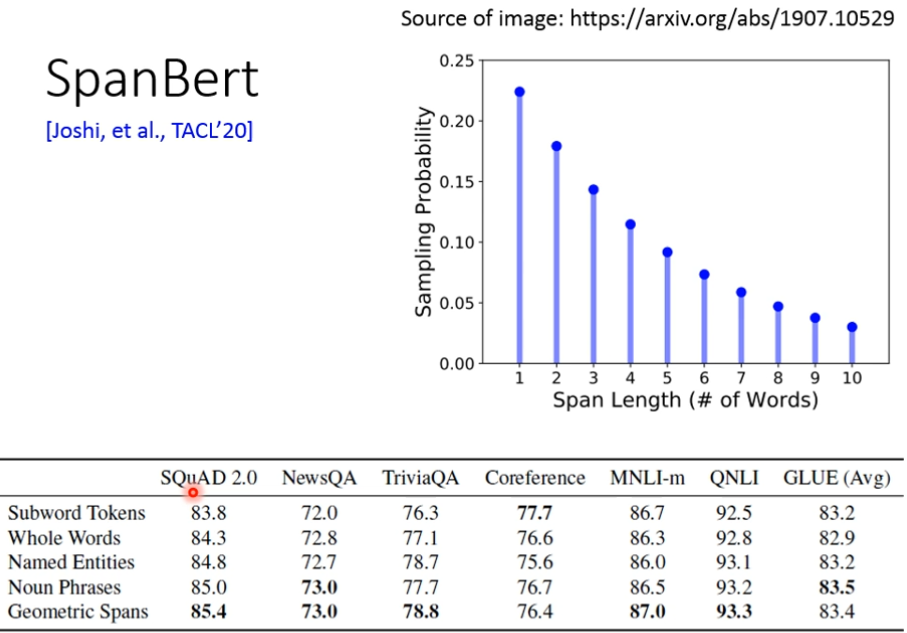 Source of image: https://arxiv.org/abs/1907.10529
SpanBert
[Joshi, et al., TACL’20]
Sampling Probability
0.25
0.20
0.15
0.10
0.05
0.00
1 2 3 4 5 6 7 8 9 10
Span Length (# of Words)
SQuAD 2.0 NewsQA TriviaQA Coreference MNLI-m QNLI GLUE (Avg)
Subword Tokens 83.8 72.0 76.3 77.7 86.7 92.5 83.2
Whole Words 84.3 72.8 77.1 76.6 86.3 92.8 82.9
Named Entities 84.8 72.7 78.7 75.6 86.0 93.1 83.2
Noun Phrases 85.0 73.0 77.7 76.7 86.5 93.2 83.5
Geometric Spans 85.4 73.0 78.8 76.4 87.0 93.3 83.4